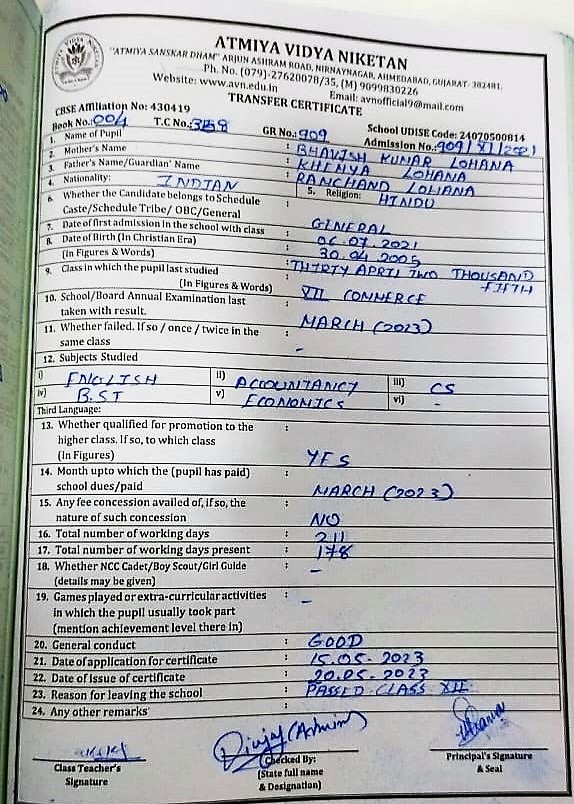 ATMIYA VIDYA NIKETAN
"ATMIYA SANSKAR DHAM" ARJUN ASHRAM ROAD, NIRNAYNAGAR, AHMEDABAD, GUJARAT- 382481.
Ph. No. (079)-27620078/35, (M) 9099830226
Website: www.avn.edu.in Email: avnofficial9@mail.com
TRANSFER CERTIFICATE
CBSE Affiliation No: 430419 School UDISE Code: 24070500814
Book No.: 004 T.C No.: GR No.: 909 Admission No.: 909/XI/2021
1. Name of Pupil : BHAVISH KUMAR LOHANA
2. Mother's Name : KHENYA LOHANA
3. Father's Name/Guardian' Name : RANCHAND LOHANA
4. Nationality: INDIAN 5. Religion: HINDU
6. Whether the Candidate belongs to Schedule
Caste/Schedule Tribe/ OBC/General : GENERAL
7. Date of first admission in the school with class : 06.07.2021
8. Date of Birth (In Christian Era) : 30.04.2005
(In Figures & Words) : THIRTY APRIL TWO THOUSAND FIFTH
9. Class in which the pupil last studied
(In Figures & Words) : XII COMMERCE
10. School/Board Annual Examination last
taken with result. : MARCH (2023)
11. Whether failed. If so / once / twice in the
same class : -
12. Subjects Studied :
i) ENGLISH ii) ACCOUNTANCY iii) CS
iv) B.ST v) ECONOMICS vi) -
Third Language:
13. Whether qualified for promotion to the :
higher class. If so, to which class
(In Figures) YES
14. Month upto which the (pupil has paid) :
school dues/paid MARCH (2023)
15. Any fee concession availed of, if so, the :
nature of such concession NO
16. Total number of working days : 211
17. Total number of working days present : 178
18. Whether NCC Cadet/Boy Scout/Girl Guide : -
(details may be given)
19. Games played or extra-curricular activities :
in which the pupil usually took part -
(mention achievement level there in)
20. General conduct : GOOD
21. Date of application for certificate : 15.05.2023
22. Date of Issue of certificate : 20.05.2023
23. Reason for leaving the school : PASSED CLASS XII.
24. Any other remarks :
(Admin)
Class Teacher's Checked By: Principal's Signature
Signature (State full name & Seal
& Designation)